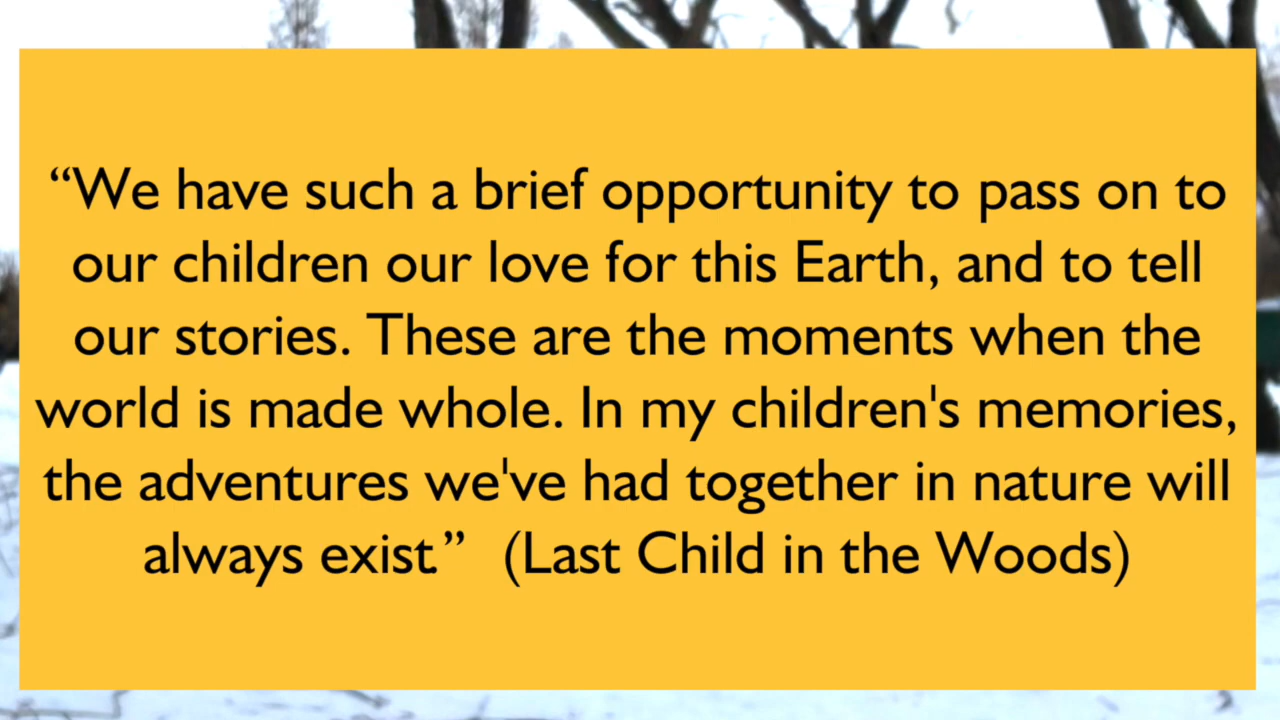 “We have such a brief opportunity to pass on to
our children our love for this Earth, and to tell
our stories. These are the moments when the
world is made whole. In my children's memories,
the adventures we've had together in nature will
always exist.” (Last Child in the Woods)